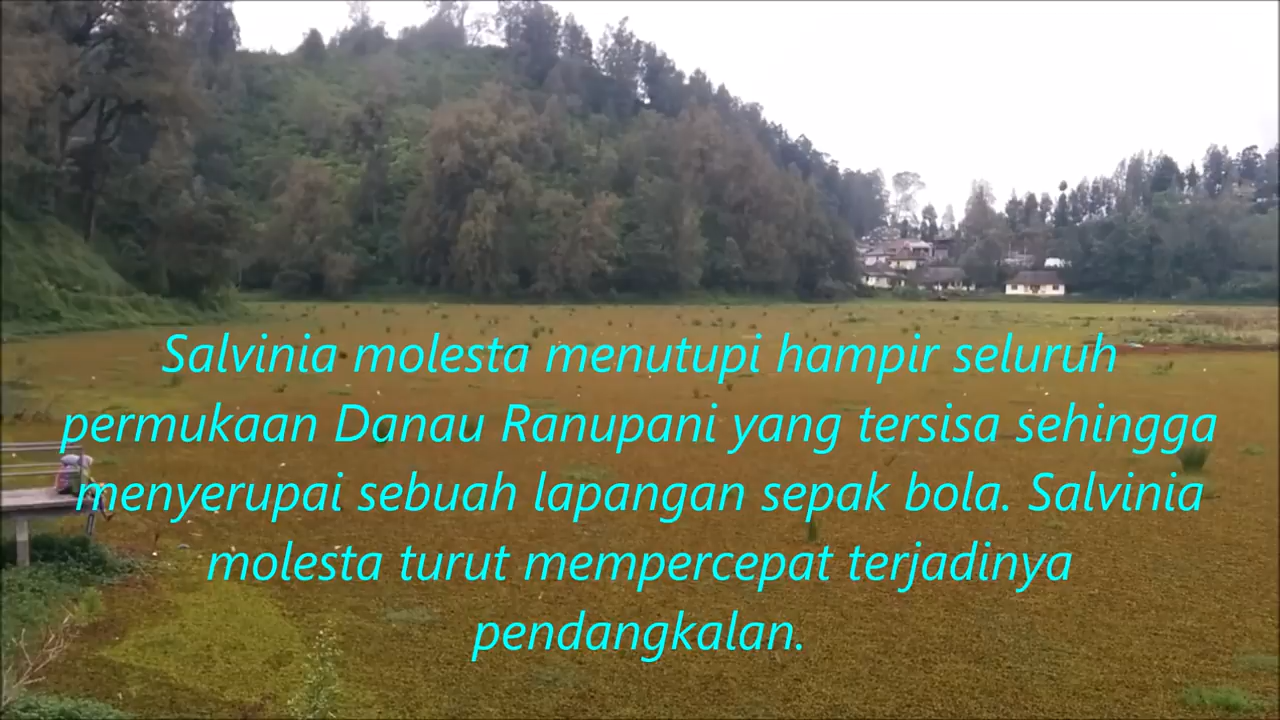 Salvinia molesta menutupi hampir seluruh
permukaan Danau Ranupani yang tersisa sehingga
menyerupai sebuah lapangan sepak bola. Salvinia
molesta turut mempercepat terjadinya
pendangkalan.